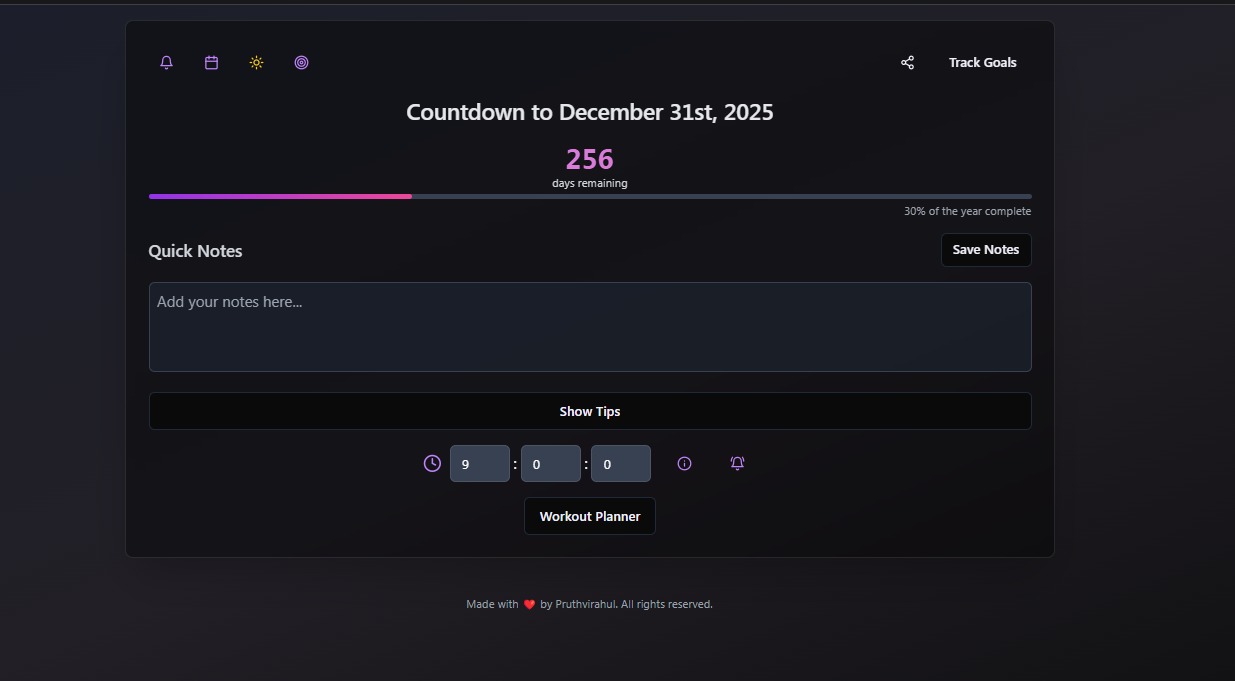 Track Goals
Countdown to December 31st, 2025
256
days remaining
30% of the year complete
Quick Notes
Save Notes
Add your notes here...
Show Tips
9 : 0 : 0
Workout Planner
Made with ❤️ by Pruthvirahul. All rights reserved.